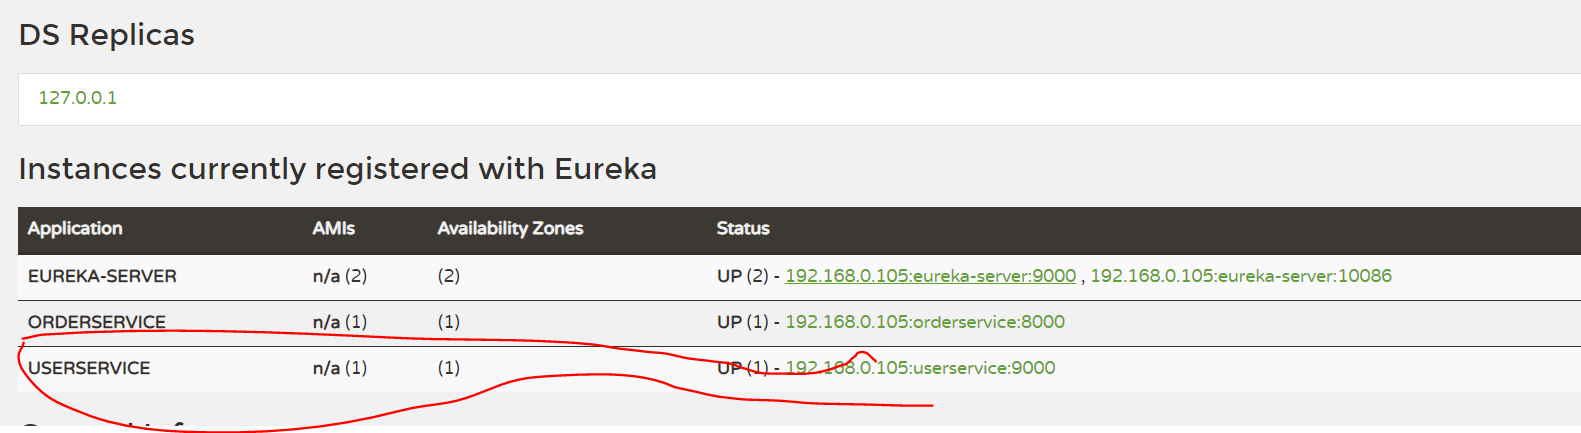 DS Replicas
127.0.0.1
Instances currently registered with Eureka
Application AMIs Availability Zones Status
EUREKA-SERVER n/a (2) (2) UP (2) - 192.168.0.105:eureka-server:9000 , 192.168.0.105:eureka-server:10086
ORDERSERVICE n/a (1) (1) UP (1) - 192.168.0.105:orderservice:8000
USERSERVICE n/a (1) (1) UP (1) - 192.168.0.105:userservice:9000